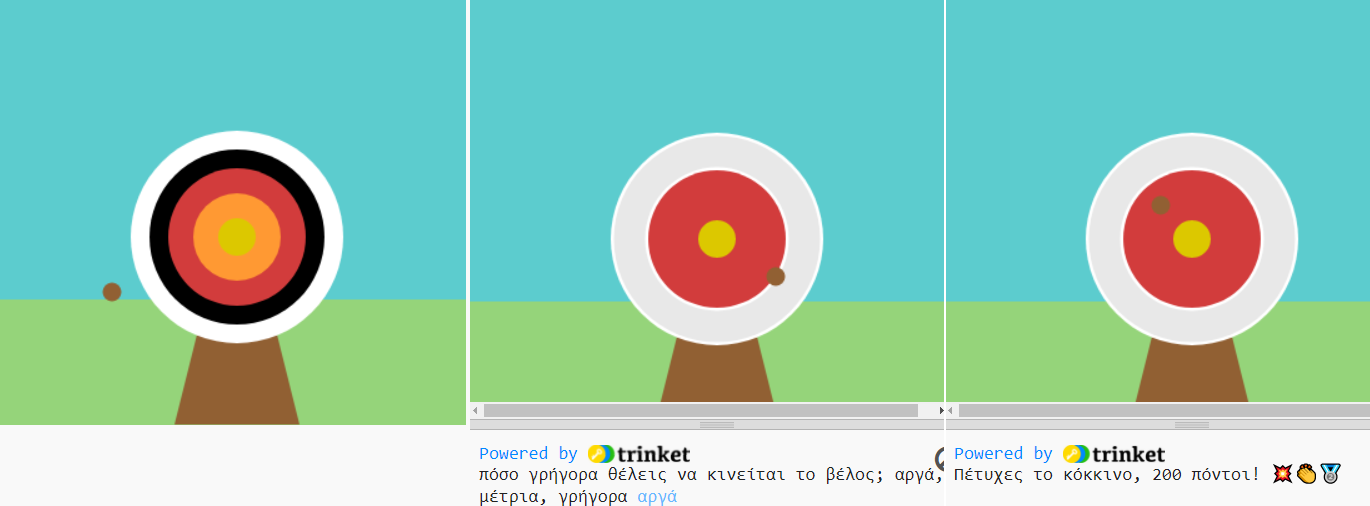 Powered by trinket
πόσο γρήγορα θέλεις να κινείται το βέλος; αργά,
μέτρια, γρήγορα αργά
Powered by trinket
Πέτυχες το κόκκινο, 200 πόντοι! 💥👏🥈